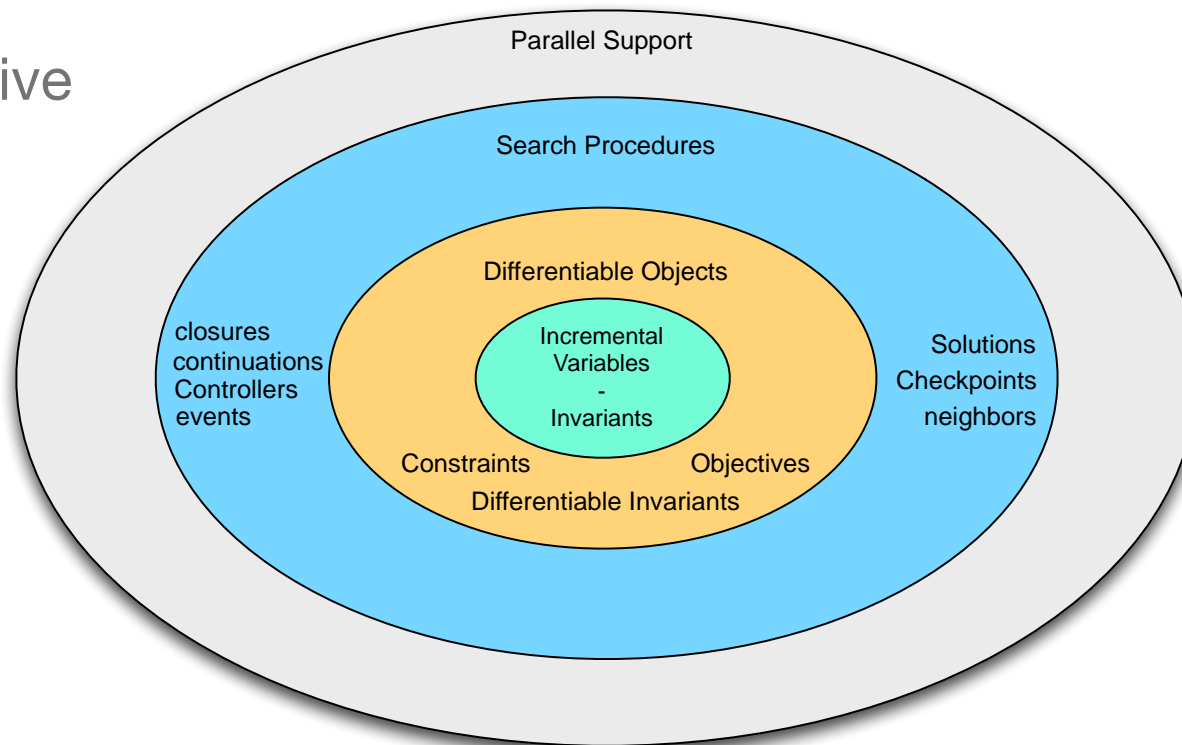 Parallel Support
ive
Search Procedures
Differentiable Objects
closures
continuations
Controllers
events
Incremental
Variables
-
Invariants
Solutions
Checkpoints
neighbors
Constraints
Objectives
Differentiable Invariants